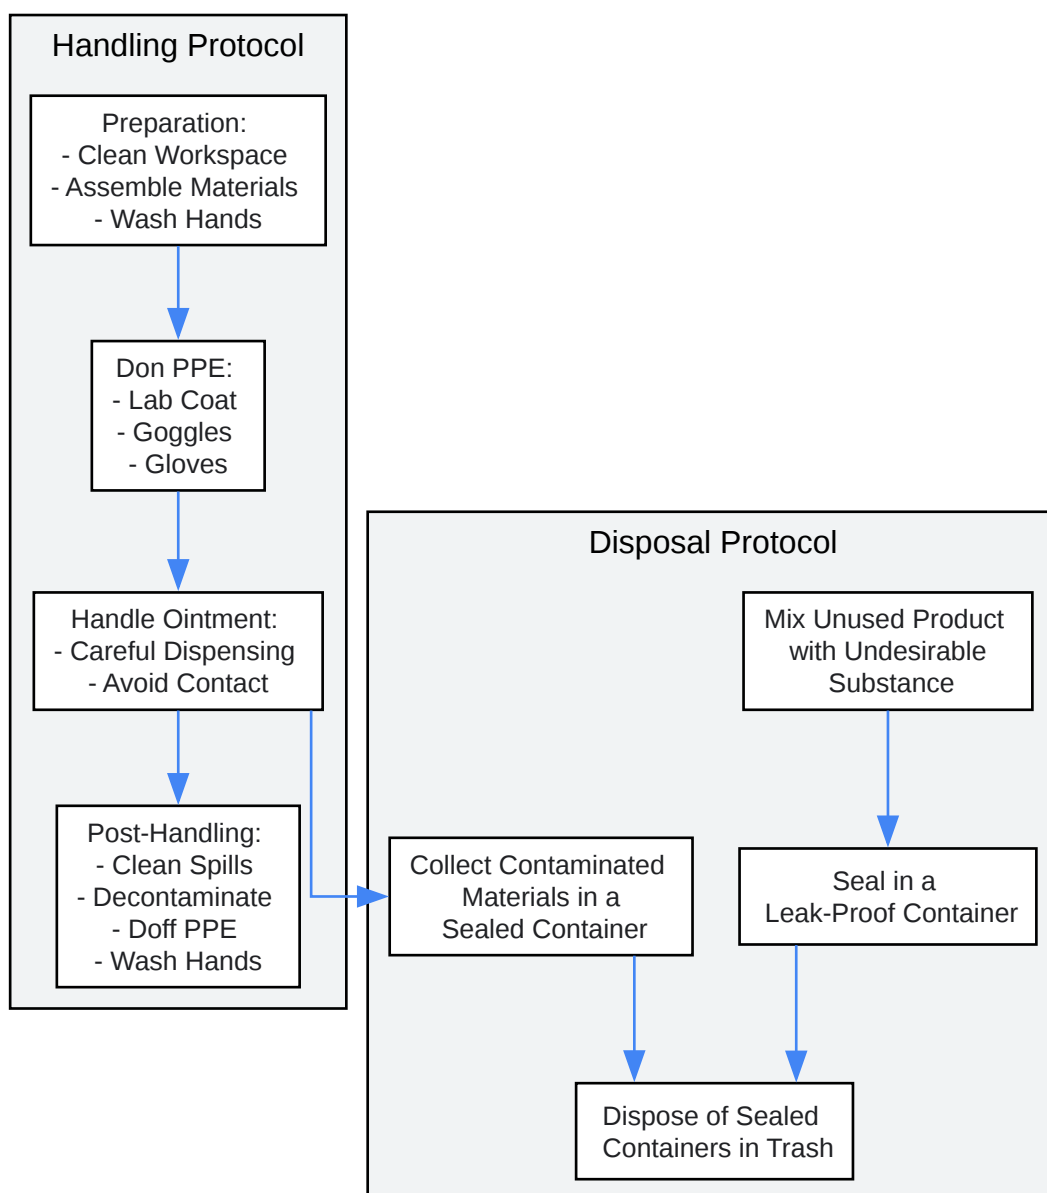 Handling Protocol
Preparation:
- Clean Workspace
- Assemble Materials
- Wash Hands
Don PPE:
- Lab Coat
- Goggles
- Gloves
Handle Ointment:
- Careful Dispensing
- Avoid Contact
Post-Handling:
- Clean Spills
- Decontaminate
- Doff PPE
- Wash Hands
Disposal Protocol
Mix Unused Product
with Undesirable
Substance
Collect Contaminated
Materials in a
Sealed Container
Seal in a
Leak-Proof Container
Dispose of Sealed
Containers in Trash